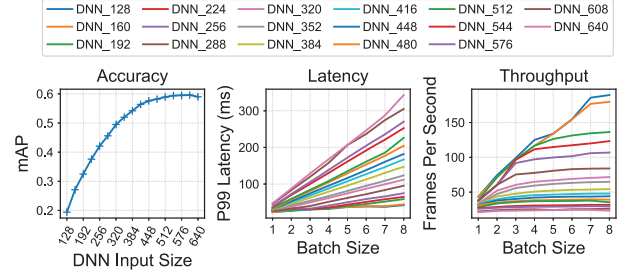 DNN_128 DNN_224 DNN_320 DNN_416 DNN_512 DNN_608
DNN_160 DNN_256 DNN_352 DNN_448 DNN_544 DNN_640
DNN_192 DNN_288 DNN_384 DNN_480 DNN_576
Accuracy
mAP
0.6
0.5
0.4
0.3
0.2
128 192 256 320 384 448 512 576 640
DNN Input Size
Latency
P99 Latency (ms)
300
200
100
1 2 3 4 5 6 7 8
Batch Size
Throughput
Frames Per Second
150
100
50
1 2 3 4 5 6 7 8
Batch Size